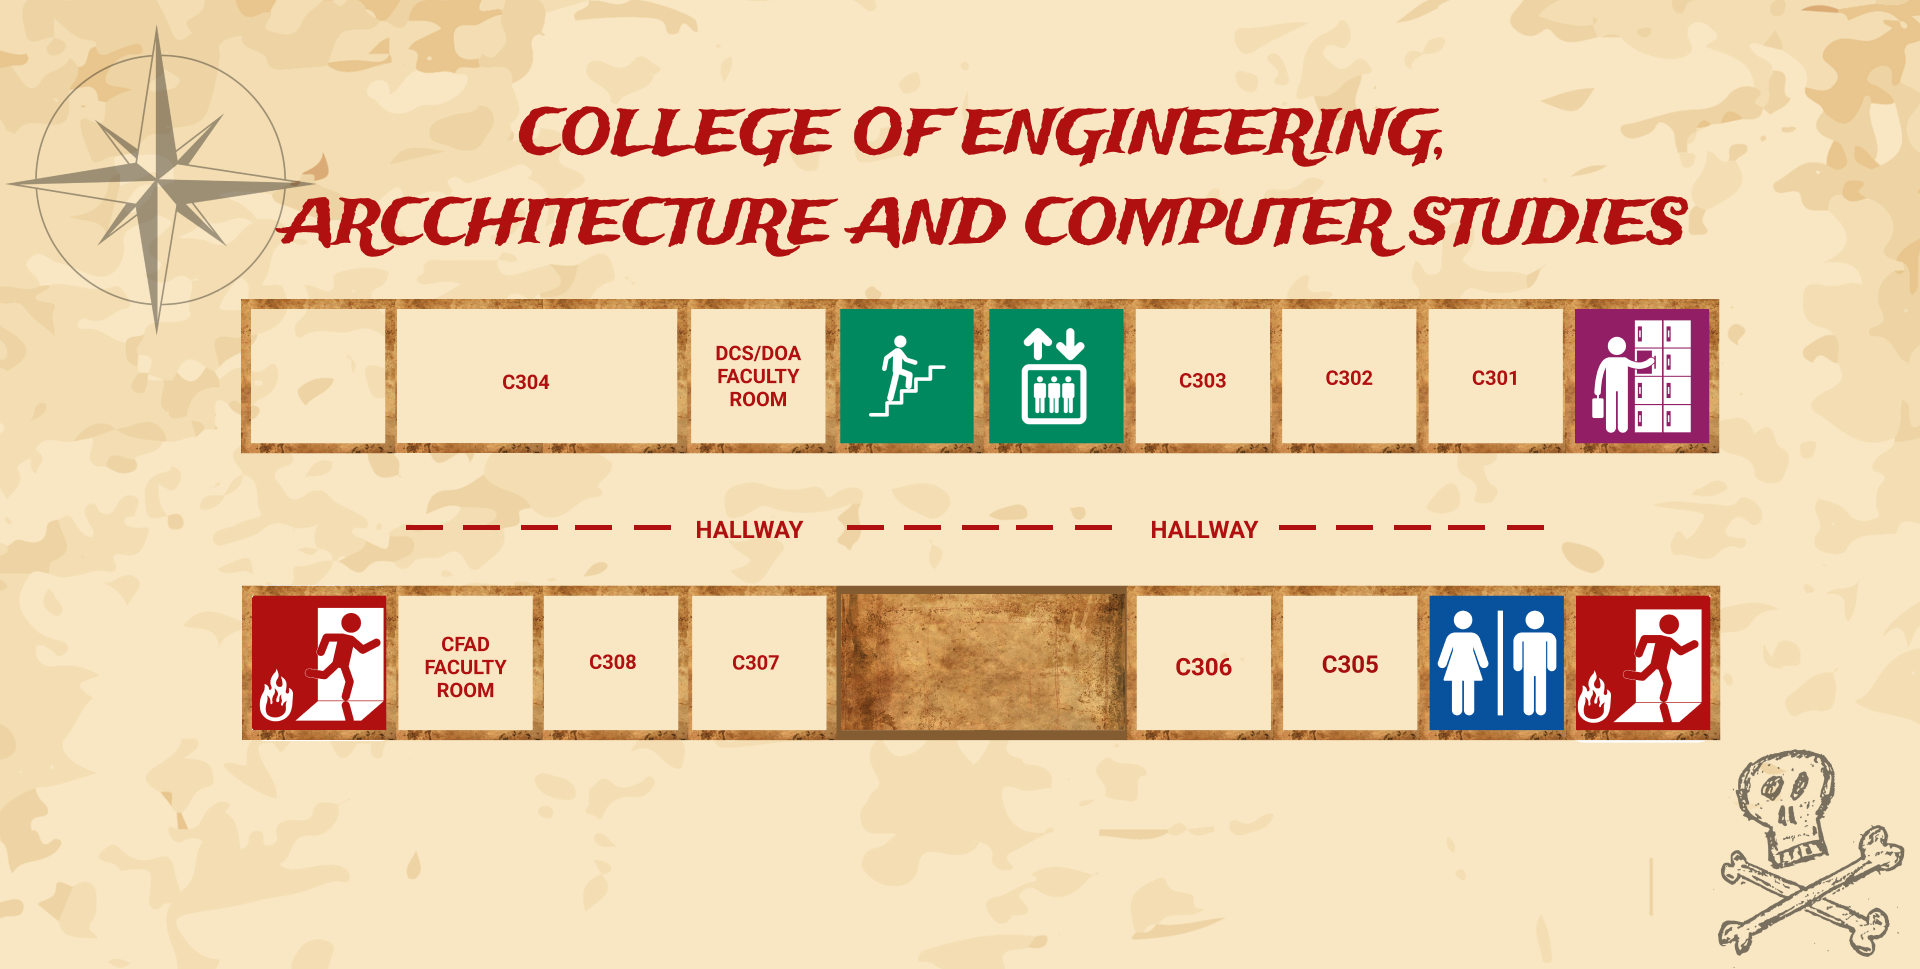 COLLEGE OF ENGINEERING,
ARCCHITECTURE AND COMPUTER STUDIES
C304
DCS/DOA
FACULTY
ROOM
C303
C302
C301
HALLWAY
HALLWAY
CFAD
FACULTY
ROOM
C308
C307
C306
C305